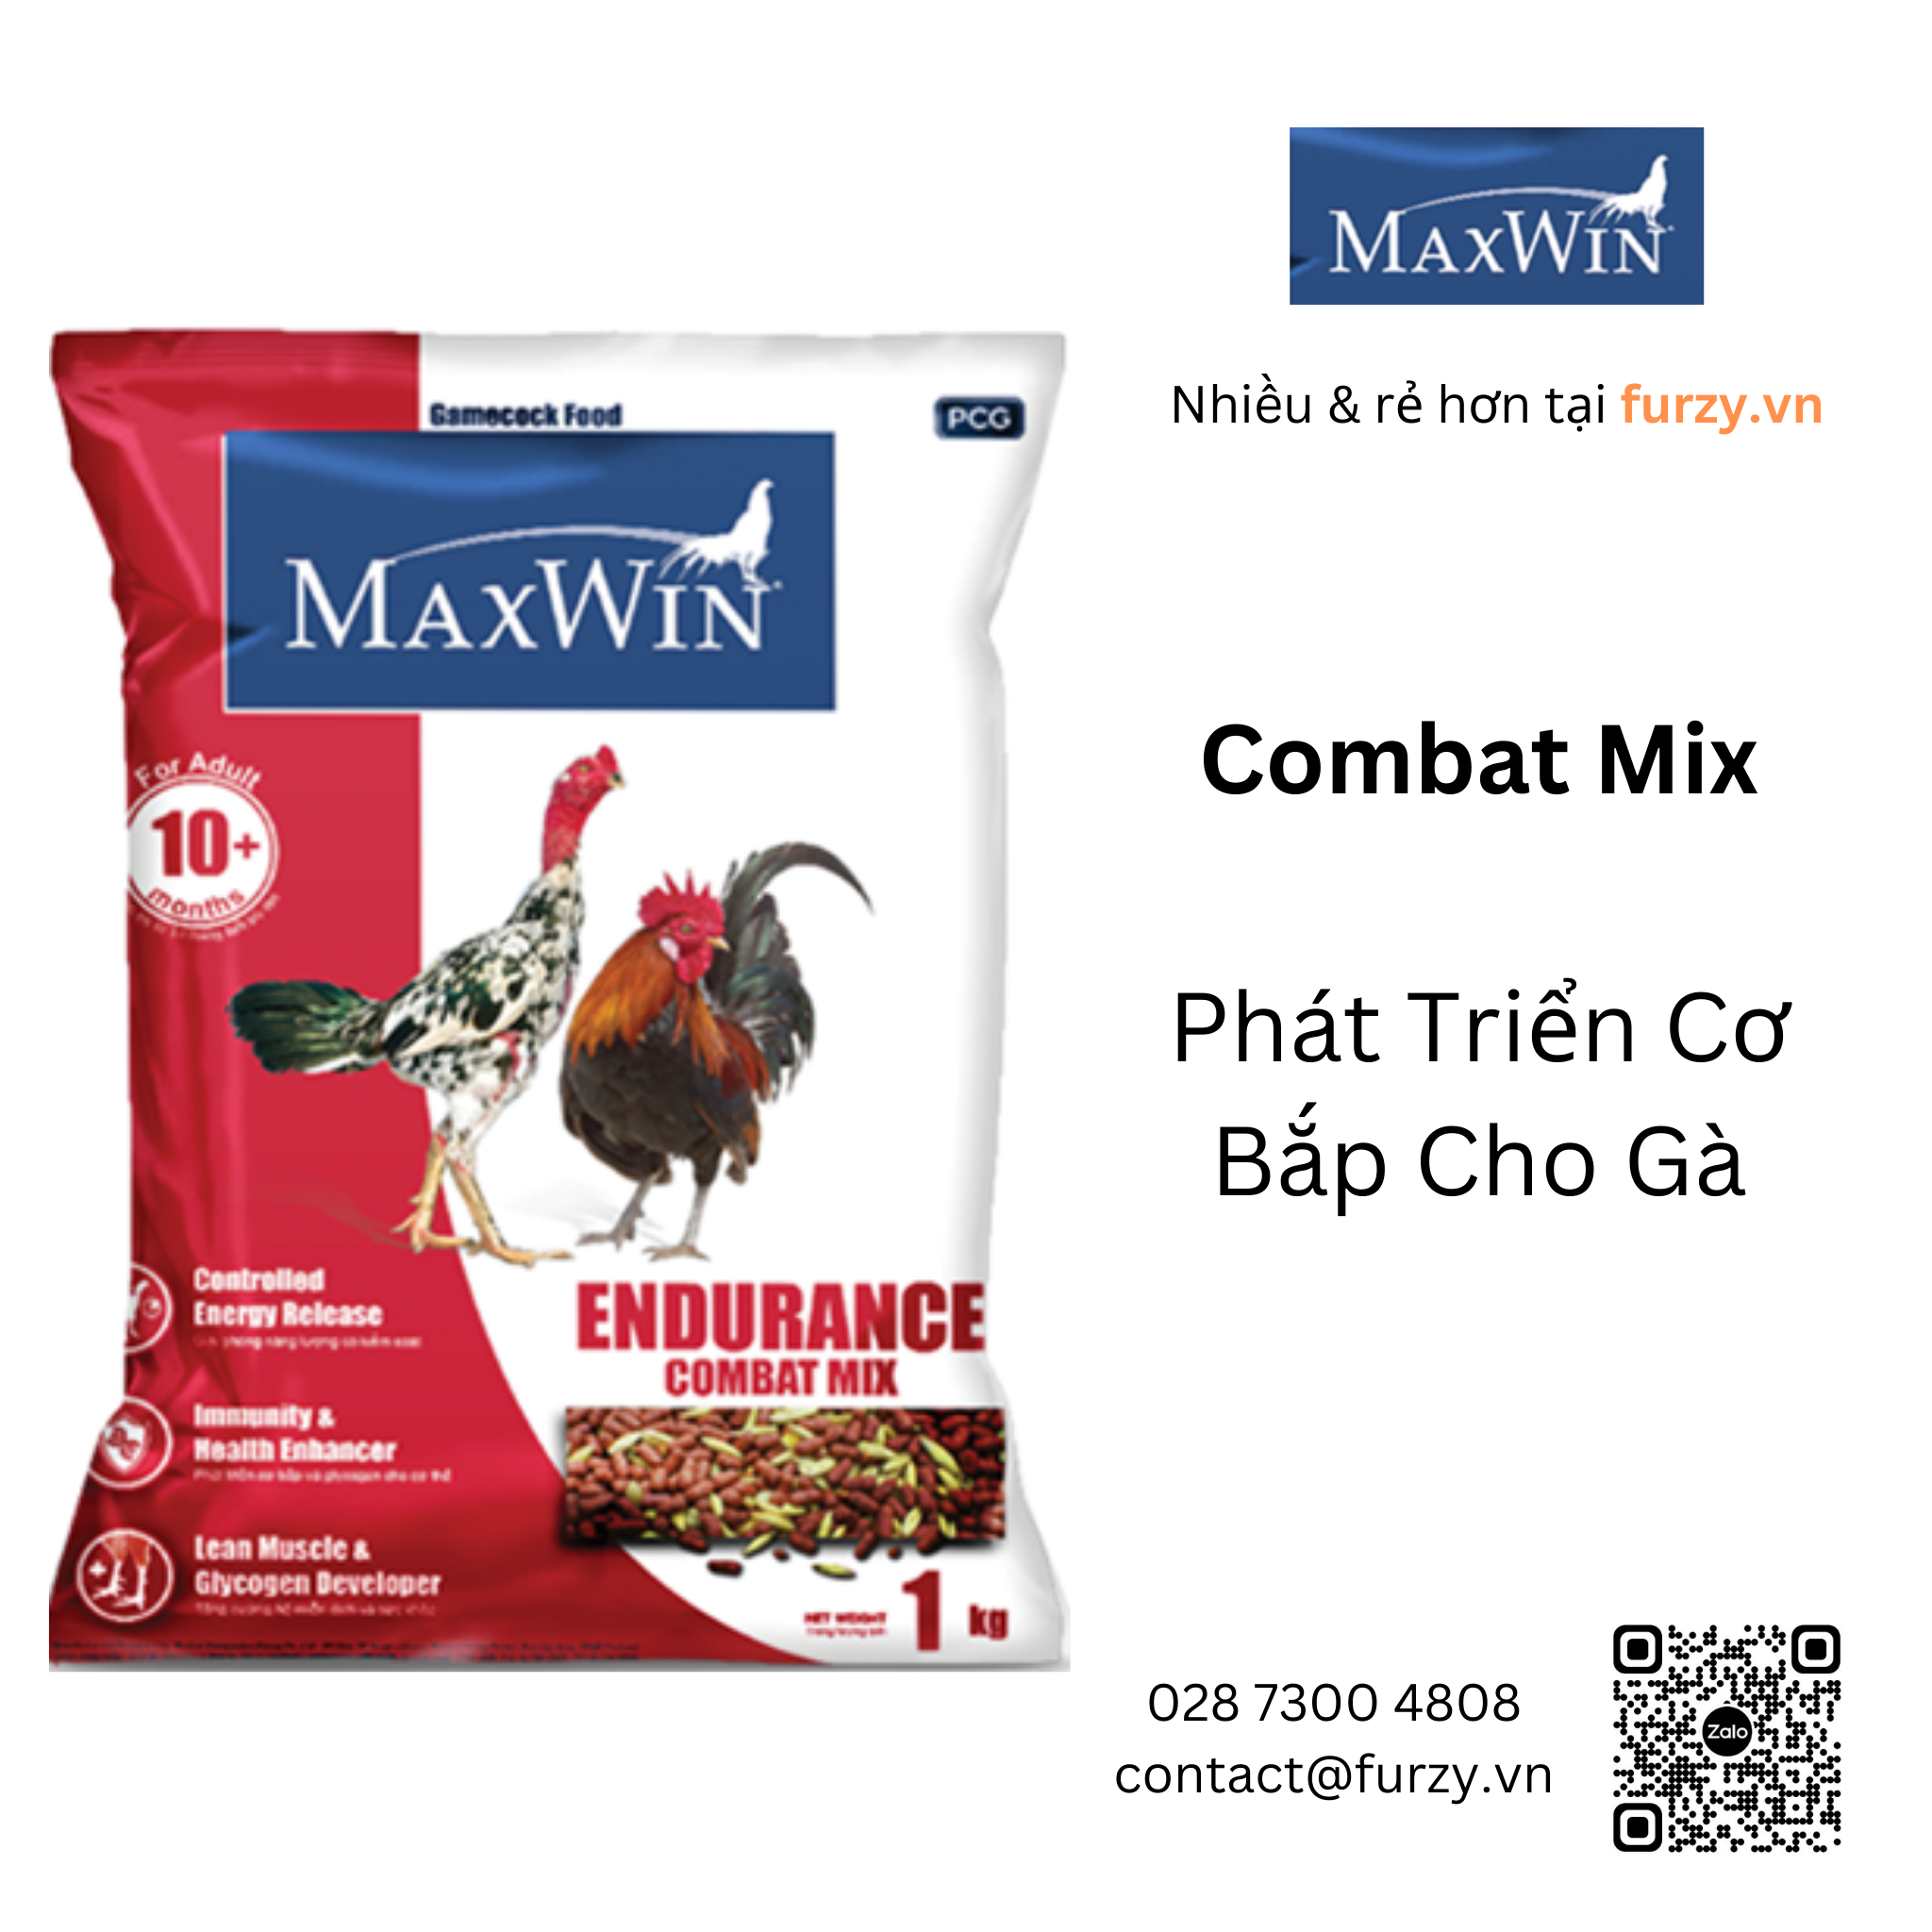 MAXWIN
Nhiều & rẻ hơn tại furzy.vn
Gamecock Food
PCG
MAXWIN
For Adult
10+
months
Combat Mix
Phát Triển Cơ
Bắp Cho Gà
Controlled
Energy Release
Immunity &
Health Enhancer
Lean Muscle &
Glycogen Developer
ENDURANCE
COMBAT MIX
NET WEIGHT
1 kg
028 7300 4808
contact@furzy.vn
Zalo